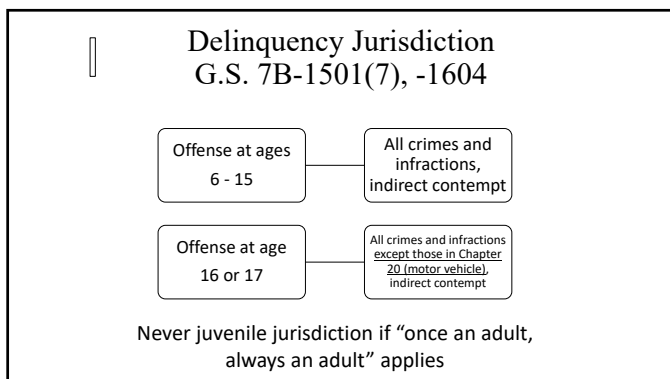 Delinquency Jurisdiction
G.S. 7B-1501(7), -1604
Offense at ages
6 - 15
All crimes and
infractions,
indirect contempt
Offense at age
16 or 17
All crimes and infractions
except those in Chapter
20 (motor vehicle),
indirect contempt
Never juvenile jurisdiction if “once an adult,
always an adult” applies